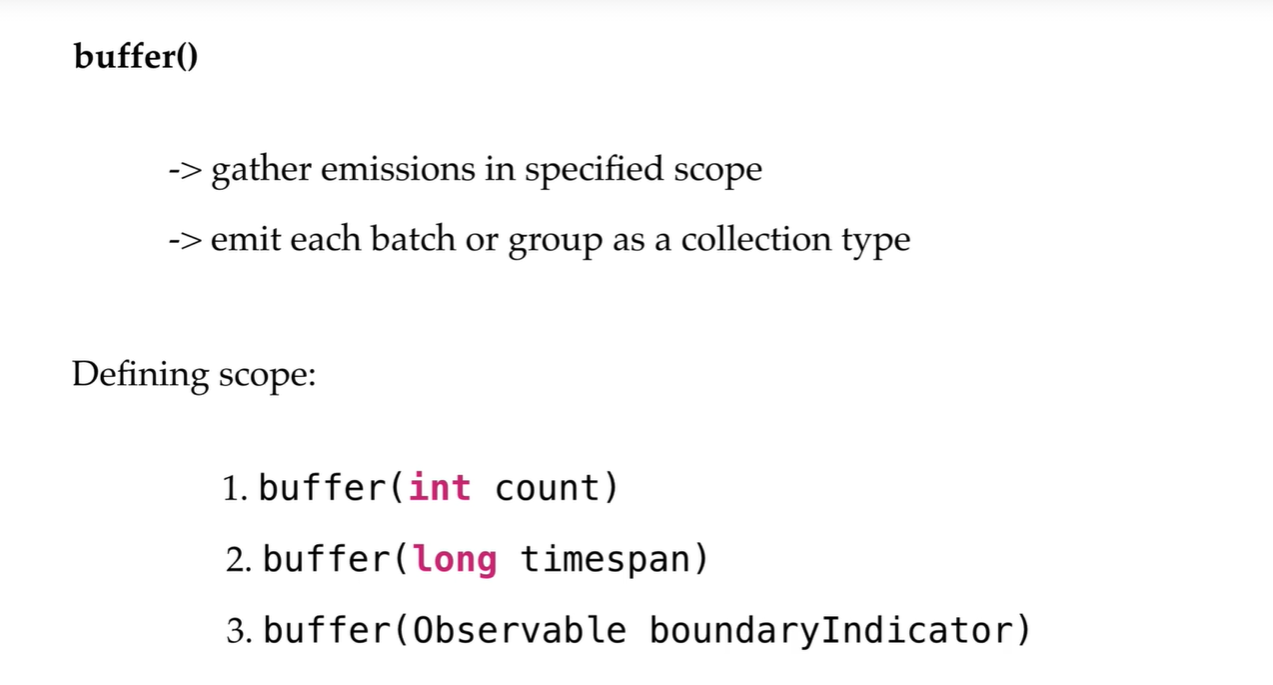 buffer()
-> gather emissions in specified scope
-> emit each batch or group as a collection type
Defining scope:
1. buffer(int count)
2. buffer(long timespan)
3. buffer(Observable boundaryIndicator)